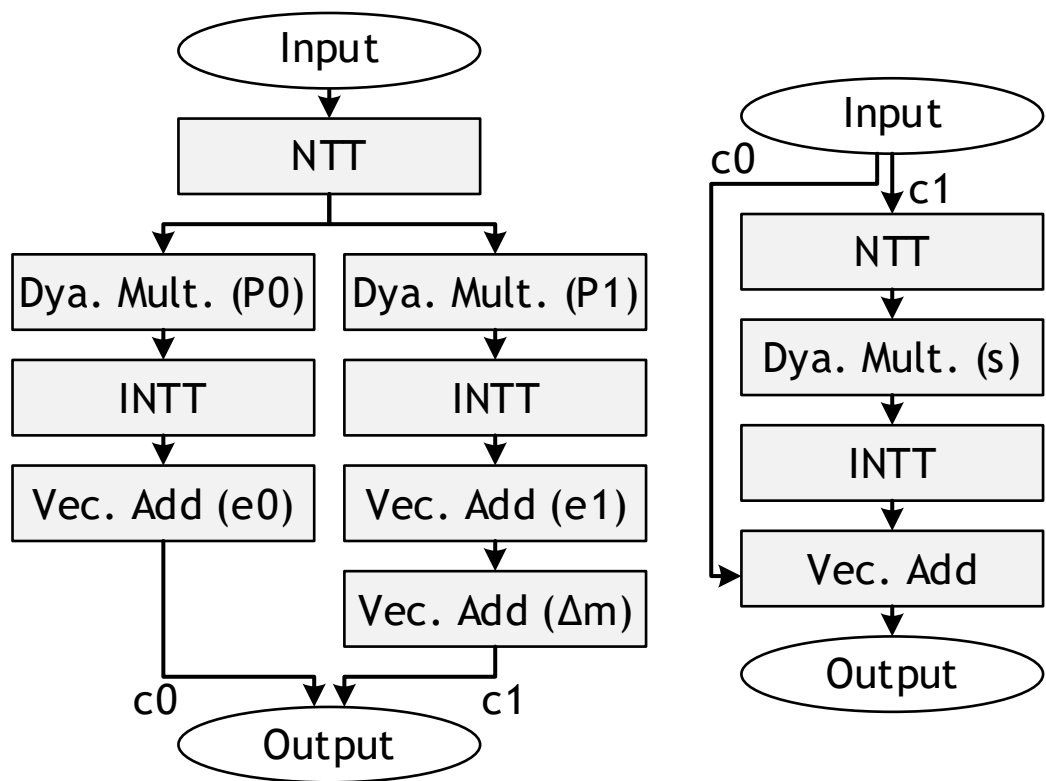 Input
NTT
Dya. Mult. (P0)
Dya. Mult. (P1)
INTT
INTT
Vec. Add (e0)
Vec. Add (e1)
Vec. Add (Δm)
c0
c1
Output
Input
c0
c1
NTT
Dya. Mult. (s)
INTT
Vec. Add
Output